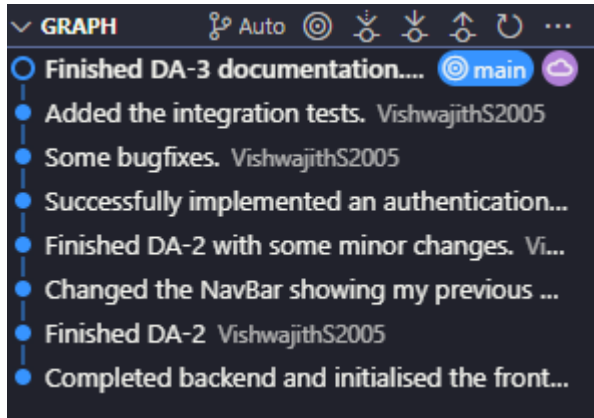 GRAPH Auto ...
Finished DA-3 documentation.... main
Added the integration tests. VishwajithS2005
Some bugfixes. VishwajithS2005
Successfully implemented an authentication...
Finished DA-2 with some minor changes. Vi...
Changed the NavBar showing my previous ...
Finished DA-2 VishwajithS2005
Completed backend and initialised the front...